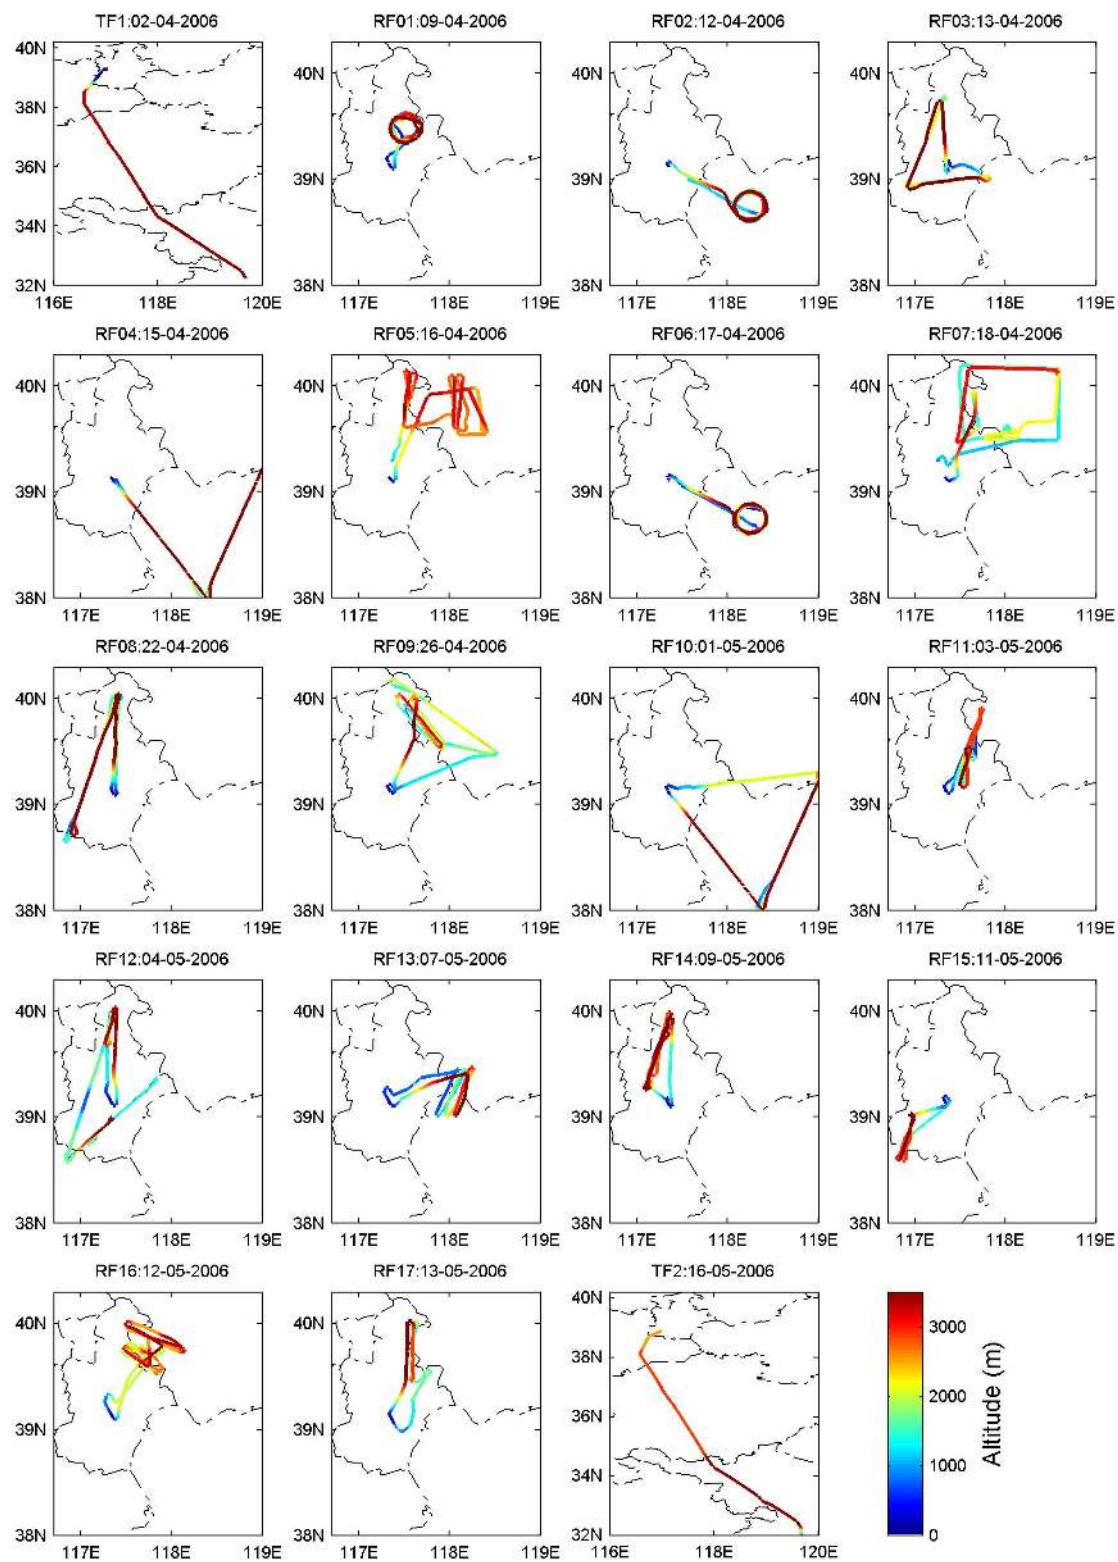 TF1:02-04-2006 RF01:09-04-2006 RF02:12-04-2006 RF03:13-04-2006
40N 40N 40N 40N
38N
36N 39N 39N 39N
34N
32N 38N 38N 38N
116E 118E 120E 117E 118E 119E 117E 118E 119E 117E 118E 119E
RF04:15-04-2006 RF05:16-04-2006 RF06:17-04-2006 RF07:18-04-2006
40N 40N 40N 40N
39N 39N 39N 39N
38N 38N 38N 38N
117E 118E 119E 117E 118E 119E 117E 118E 119E 117E 118E 119E
RF08:22-04-2006 RF09:26-04-2006 RF10:01-05-2006 RF11:03-05-2006
40N 40N 40N 40N
39N 39N 39N 39N
38N 38N 38N 38N
117E 118E 119E 117E 118E 119E 117E 118E 119E 117E 118E 119E
RF12:04-05-2006 RF13:07-05-2006 RF14:09-05-2006 RF15:11-05-2006
40N 40N 40N 40N
39N 39N 39N 39N
38N 38N 38N 38N
117E 118E 119E 117E 118E 119E 117E 118E 119E 117E 118E 119E
RF16:12-05-2006 RF17:13-05-2006 TF2:16-05-2006
40N 40N 40N
38N
39N 39N 36N
34N
38N 38N 32N
117E 118E 119E 117E 118E 119E 116E 118E 120E
3000
2000
1000
0
Altitude (m)